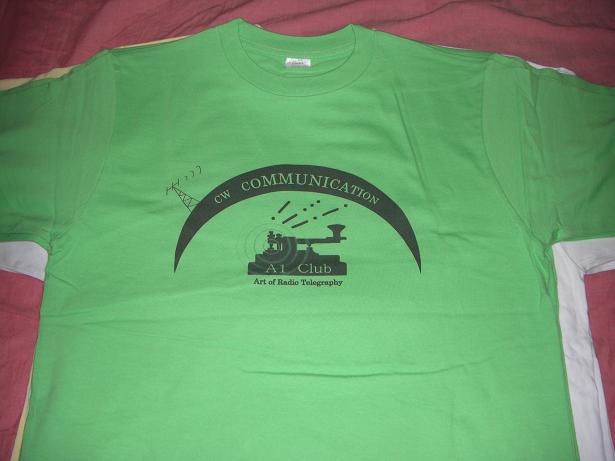 CW COMMUNICATION
A1 Club
Art of Radio Telegraphy